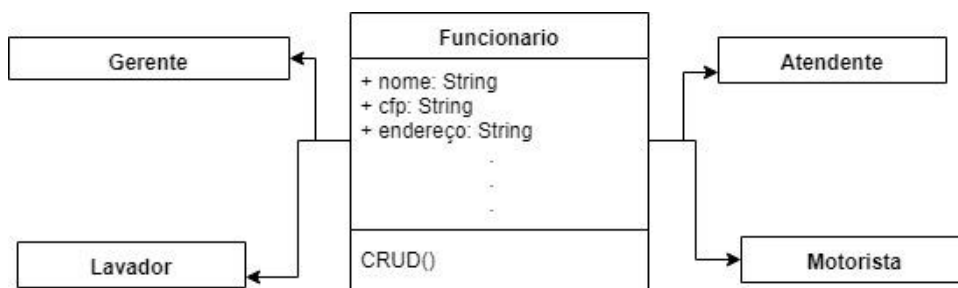 Funcionario
Gerente
Atendente
+ nome: String
+ cfp: String
+ endereço: String
.
.
.
Lavador
CRUD()
Motorista